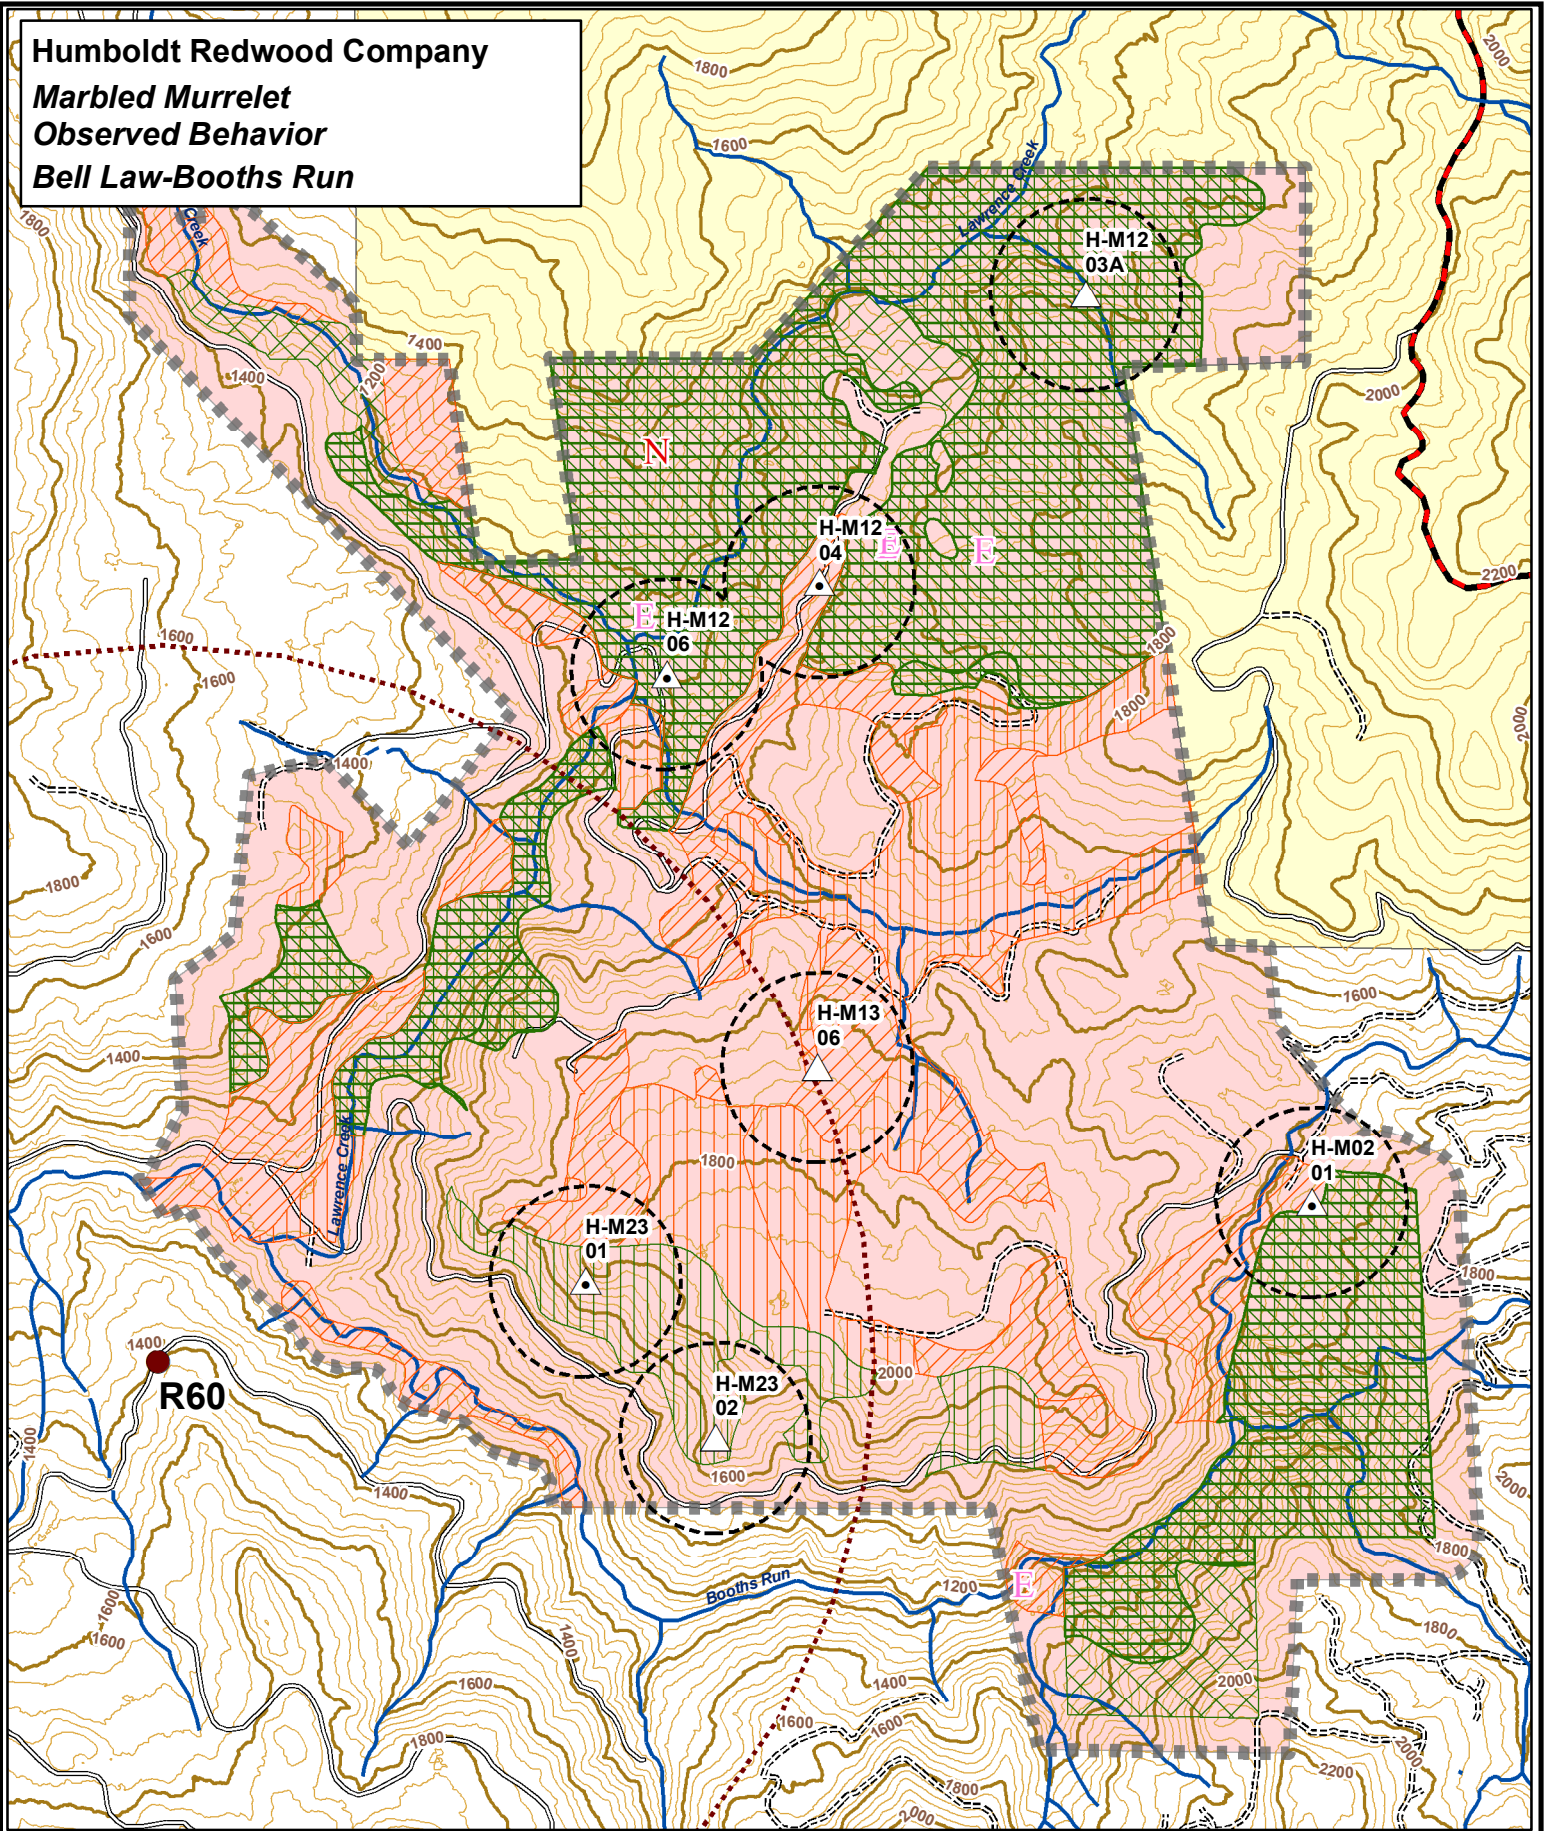 Humboldt Redwood Company
Marbled Murrelet
Observed Behavior
Bell Law-Booths Run
1800
2000
1600
Lawrence Creek
1800
Creek
H-M12
03A
1400
1400
1200
2000
N
H-M12
04
E
E
2200
E
H-M12
06
1600
1600
1800
1800
2000
1400
1800
1600
1600
H-M13
06
1400
Lawrence Creek
1800
H-M02
01
H-M23
01
1800
1400
R60
2000
H-M23
02
1400
1600
1400
2000
1800
E
Booths Run
1200
1600
1600
1400
1800
2000
1600
1400
1600
1600
1800
2000
2200
1800
2000